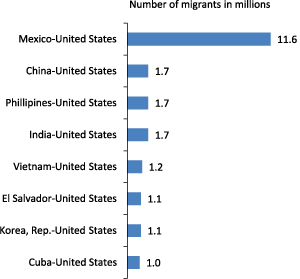 Number of migrants in millions
Mexico-United States 11.6
China-United States 1.7
Phillipines-United States 1.7
India-United States 1.7
Vietnam-United States 1.2
El Salvador-United States 1.1
Korea, Rep.-United States 1.1
Cuba-United States 1.0